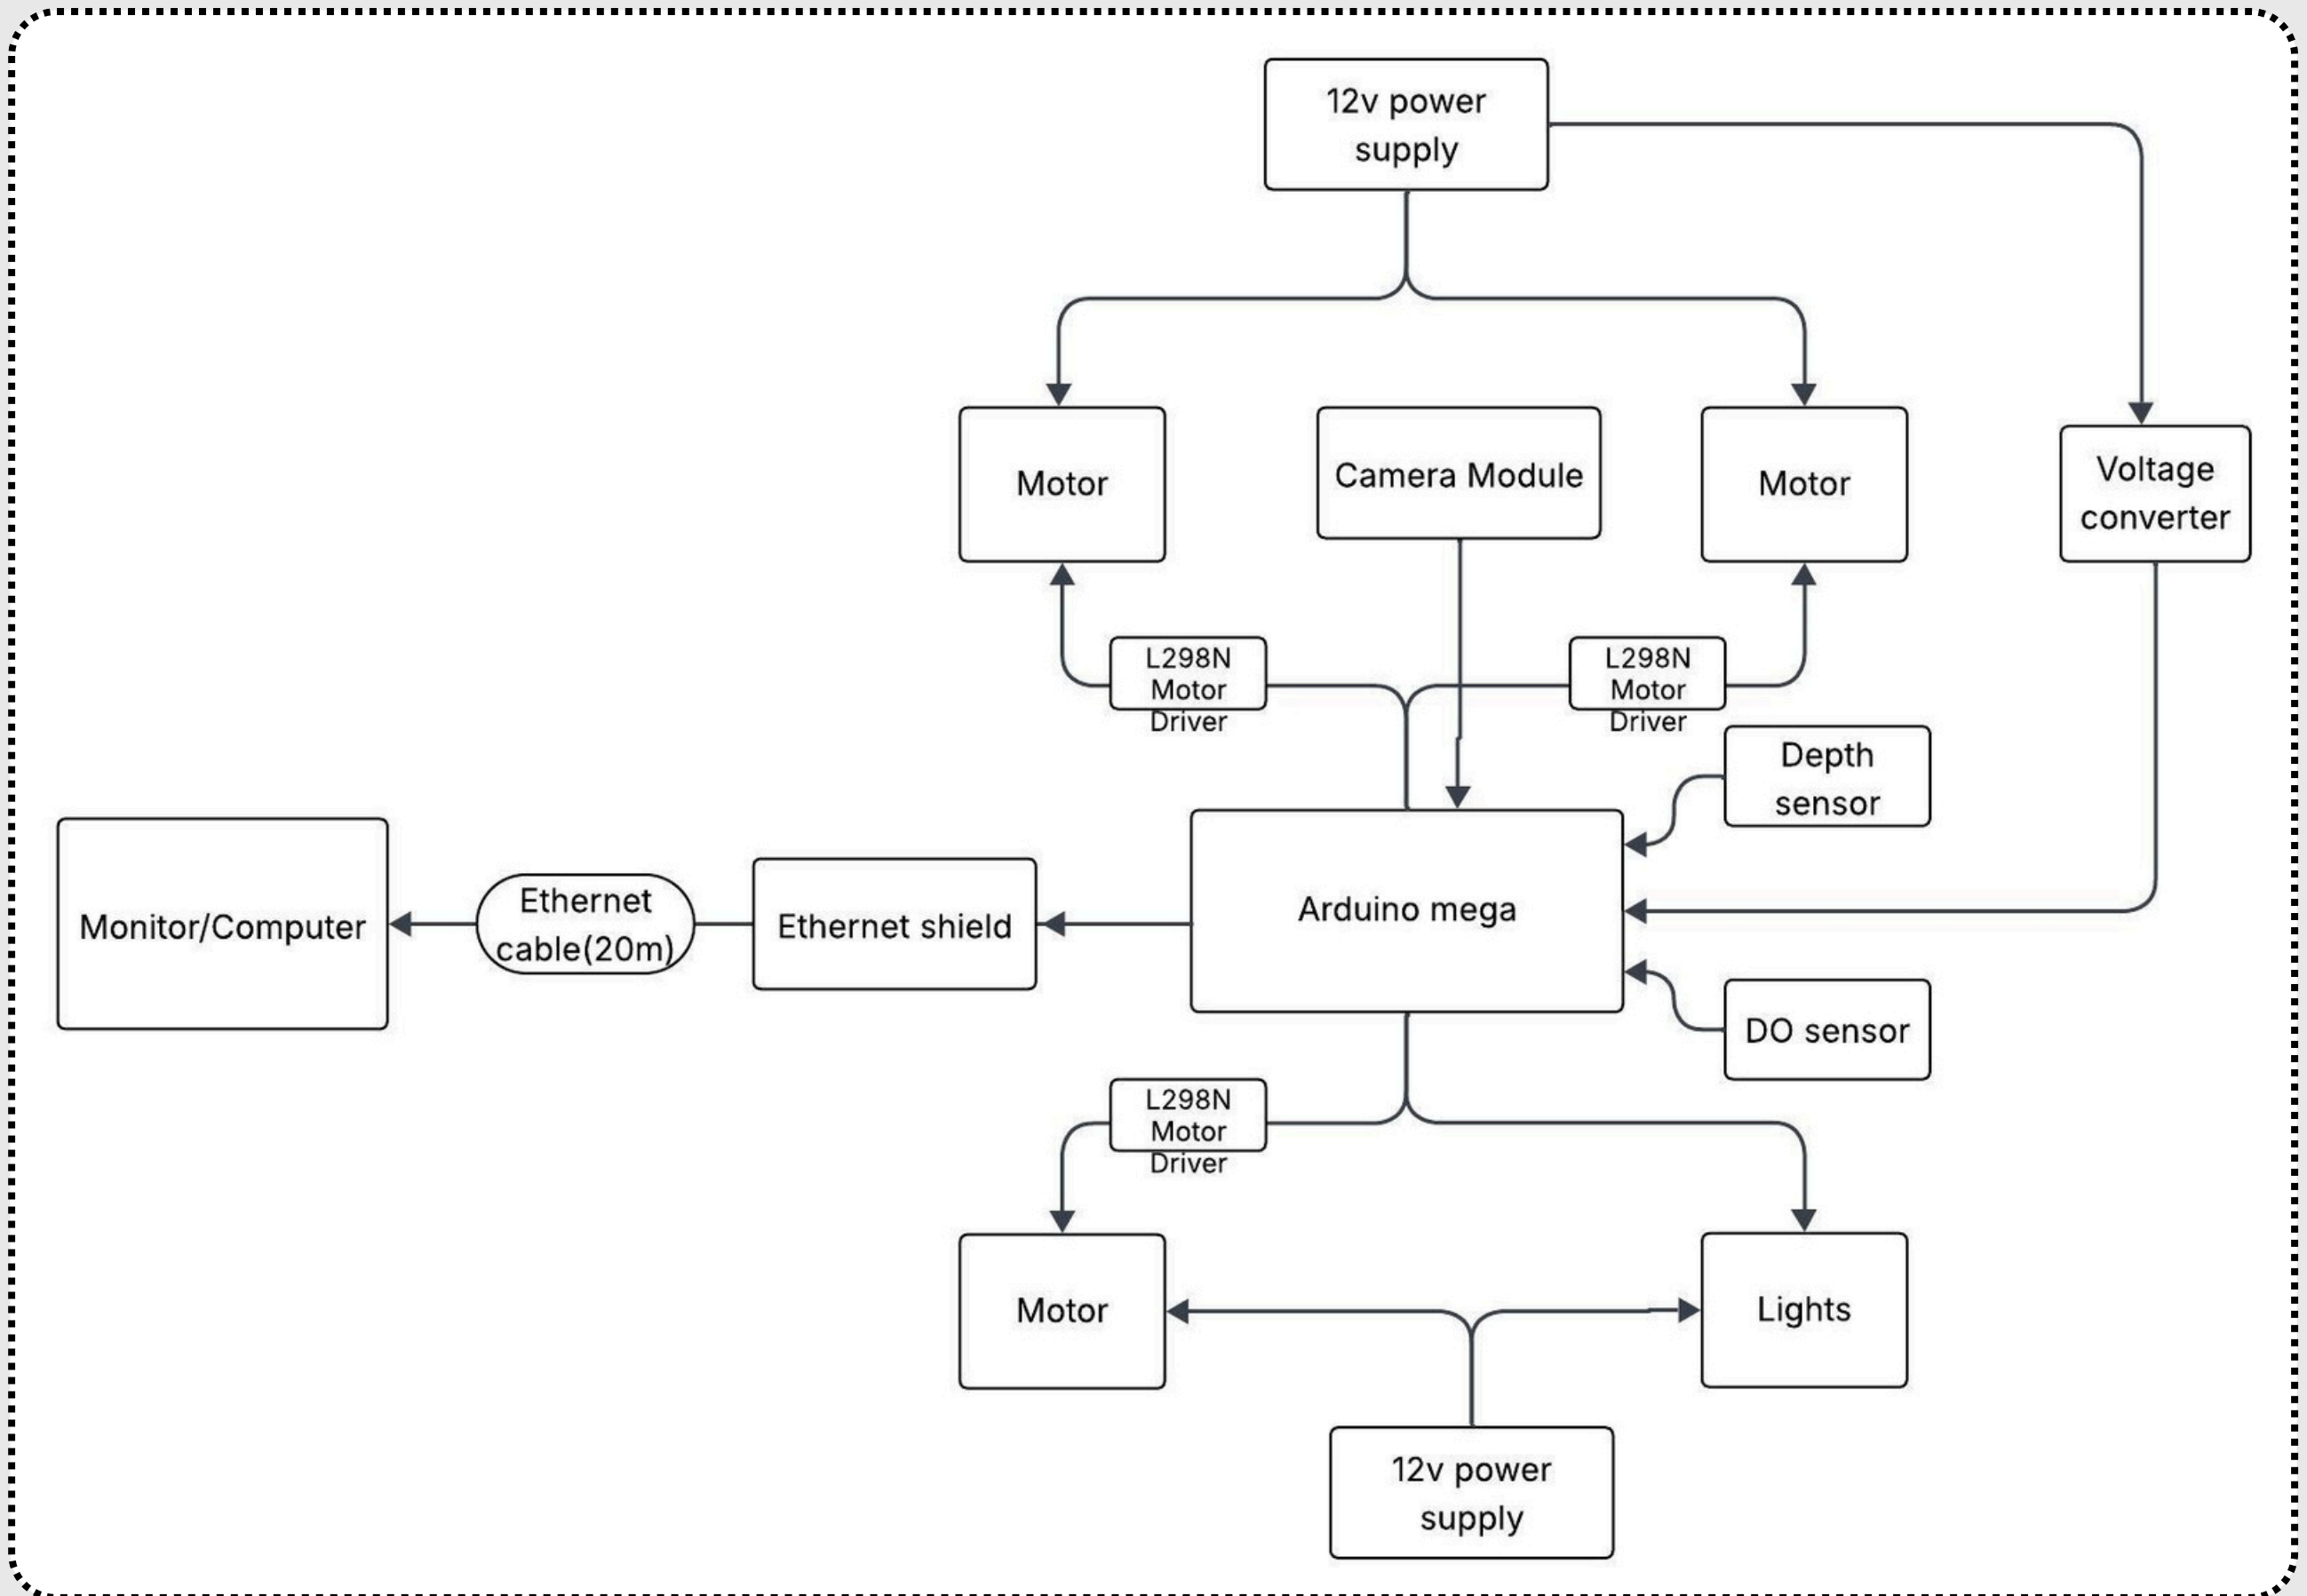 12v power
supply
Motor
Camera Module
Motor
Voltage
converter
L298N
Motor
Driver
L298N
Motor
Driver
Depth
sensor
Monitor/Computer
Ethernet
cable(20m)
Ethernet shield
Arduino mega
DO sensor
L298N
Motor
Driver
Motor
Lights
12v power
supply